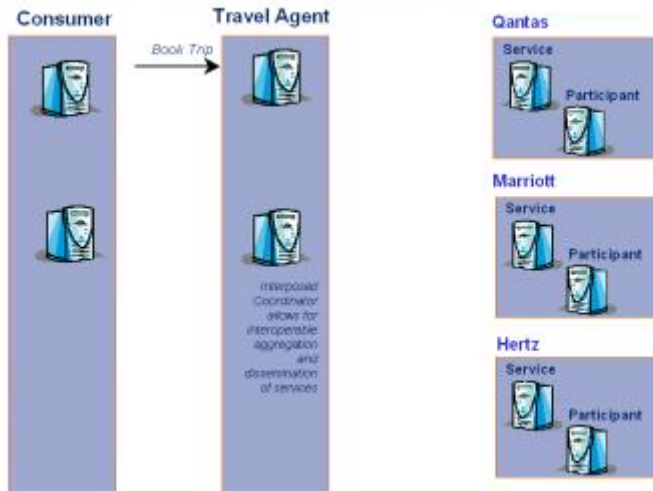 Consumer
Travel Agent
Book Trip
Interposed
Coordinator
allows for
interoperable
aggregation
and
dissemination
of services
Qantas
Service
Participant
Marriott
Service
Participant
Hertz
Service
Participant